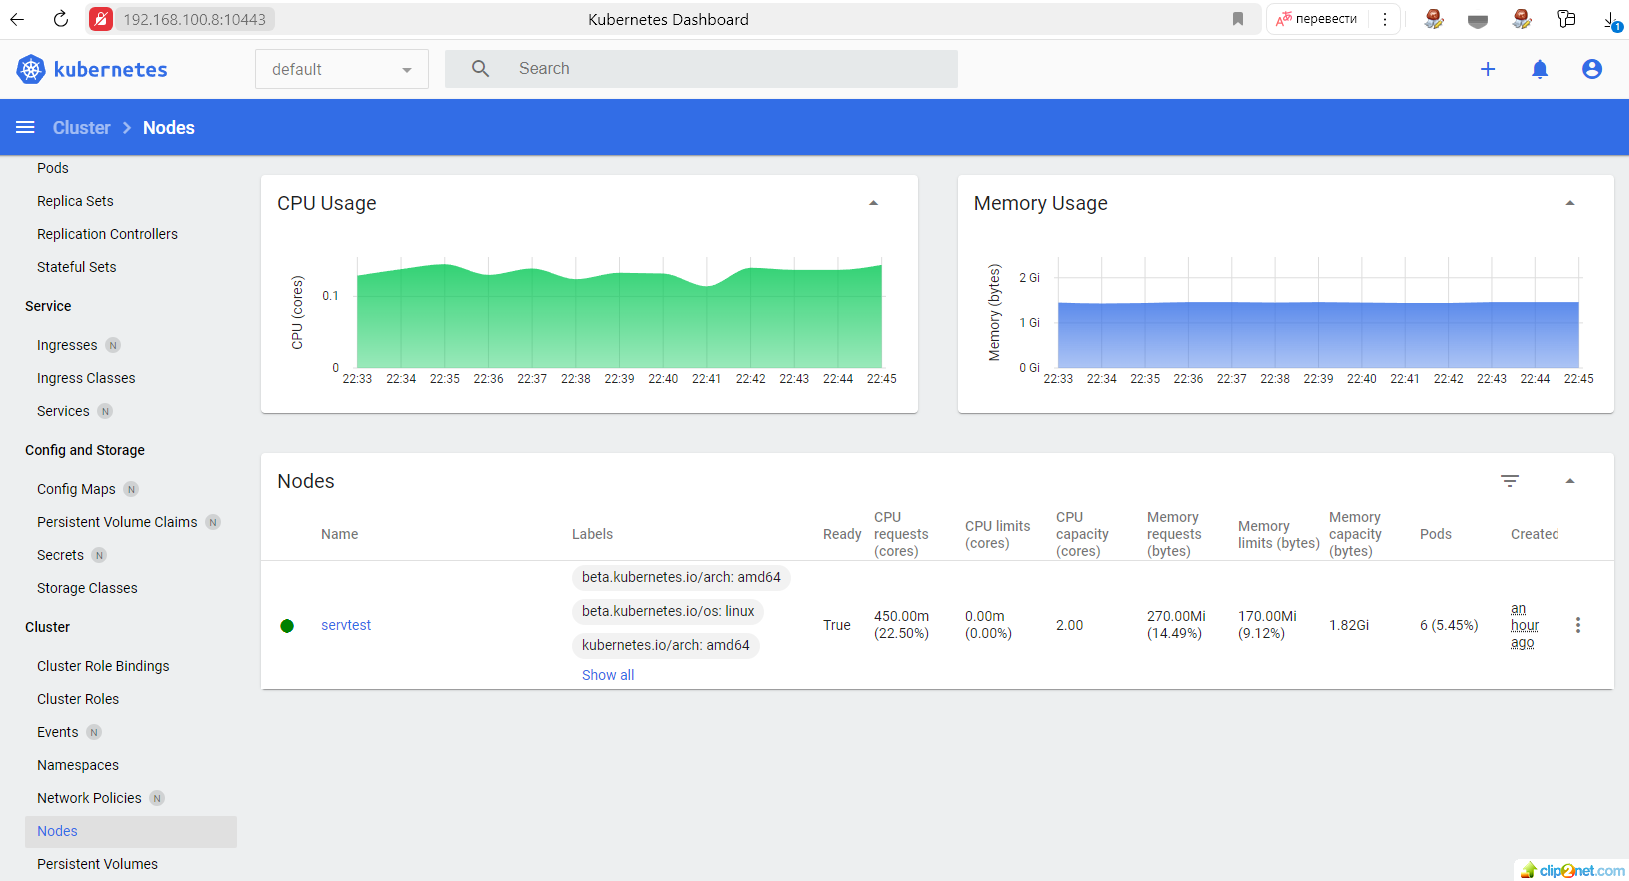 192.168.100.8:10443
Kubernetes Dashboard
перевести
1
kubernetes
default
Search
Cluster
Nodes
Pods
Replica Sets
Replication Controllers
Stateful Sets
Service
Ingresses N
Ingress Classes
Services N
Config and Storage
Config Maps N
Persistent Volume Claims N
Secrets N
Storage Classes
Cluster
Cluster Role Bindings
Cluster Roles
Events N
Namespaces
Network Policies N
Nodes
Persistent Volumes
CPU Usage
CPU (cores)
0.1
0
22:33 22:34 22:35 22:36 22:37 22:38 22:39 22:40 22:41 22:42 22:43 22:44 22:45
Memory Usage
Memory (bytes)
2 Gi
1 Gi
0 Gi
22:33 22:34 22:35 22:36 22:37 22:38 22:39 22:40 22:41 22:42 22:43 22:44 22:45
Nodes
Name
Labels
Ready
CPU
requests
(cores)
CPU limits
(cores)
CPU
capacity
(cores)
Memory
requests
(bytes)
Memory
limits (bytes)
Memory
capacity
(bytes)
Pods
Created
servtest
beta.kubernetes.io/arch: amd64
beta.kubernetes.io/os: linux
kubernetes.io/arch: amd64
Show all
True
450.00m
(22.50%)
0.00m
(0.00%)
2.00
270.00Mi
(14.49%)
170.00Mi
(9.12%)
1.82Gi
6 (5.45%)
an
hour
ago
clip2net.com